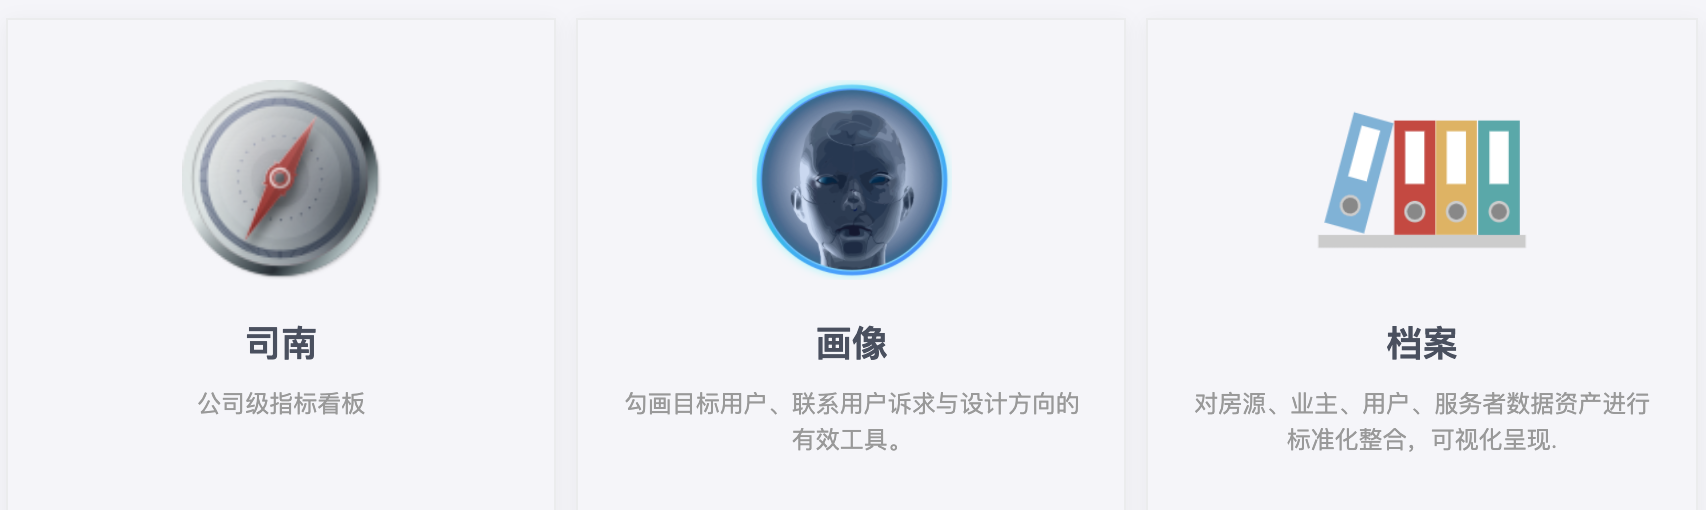 司南
公司级指标看板
画像
勾画目标用户、联系用户诉求与设计方向的
有效工具。
档案
对房源、业主、用户、服务者数据资产进行
标准化整合，可视化呈现.